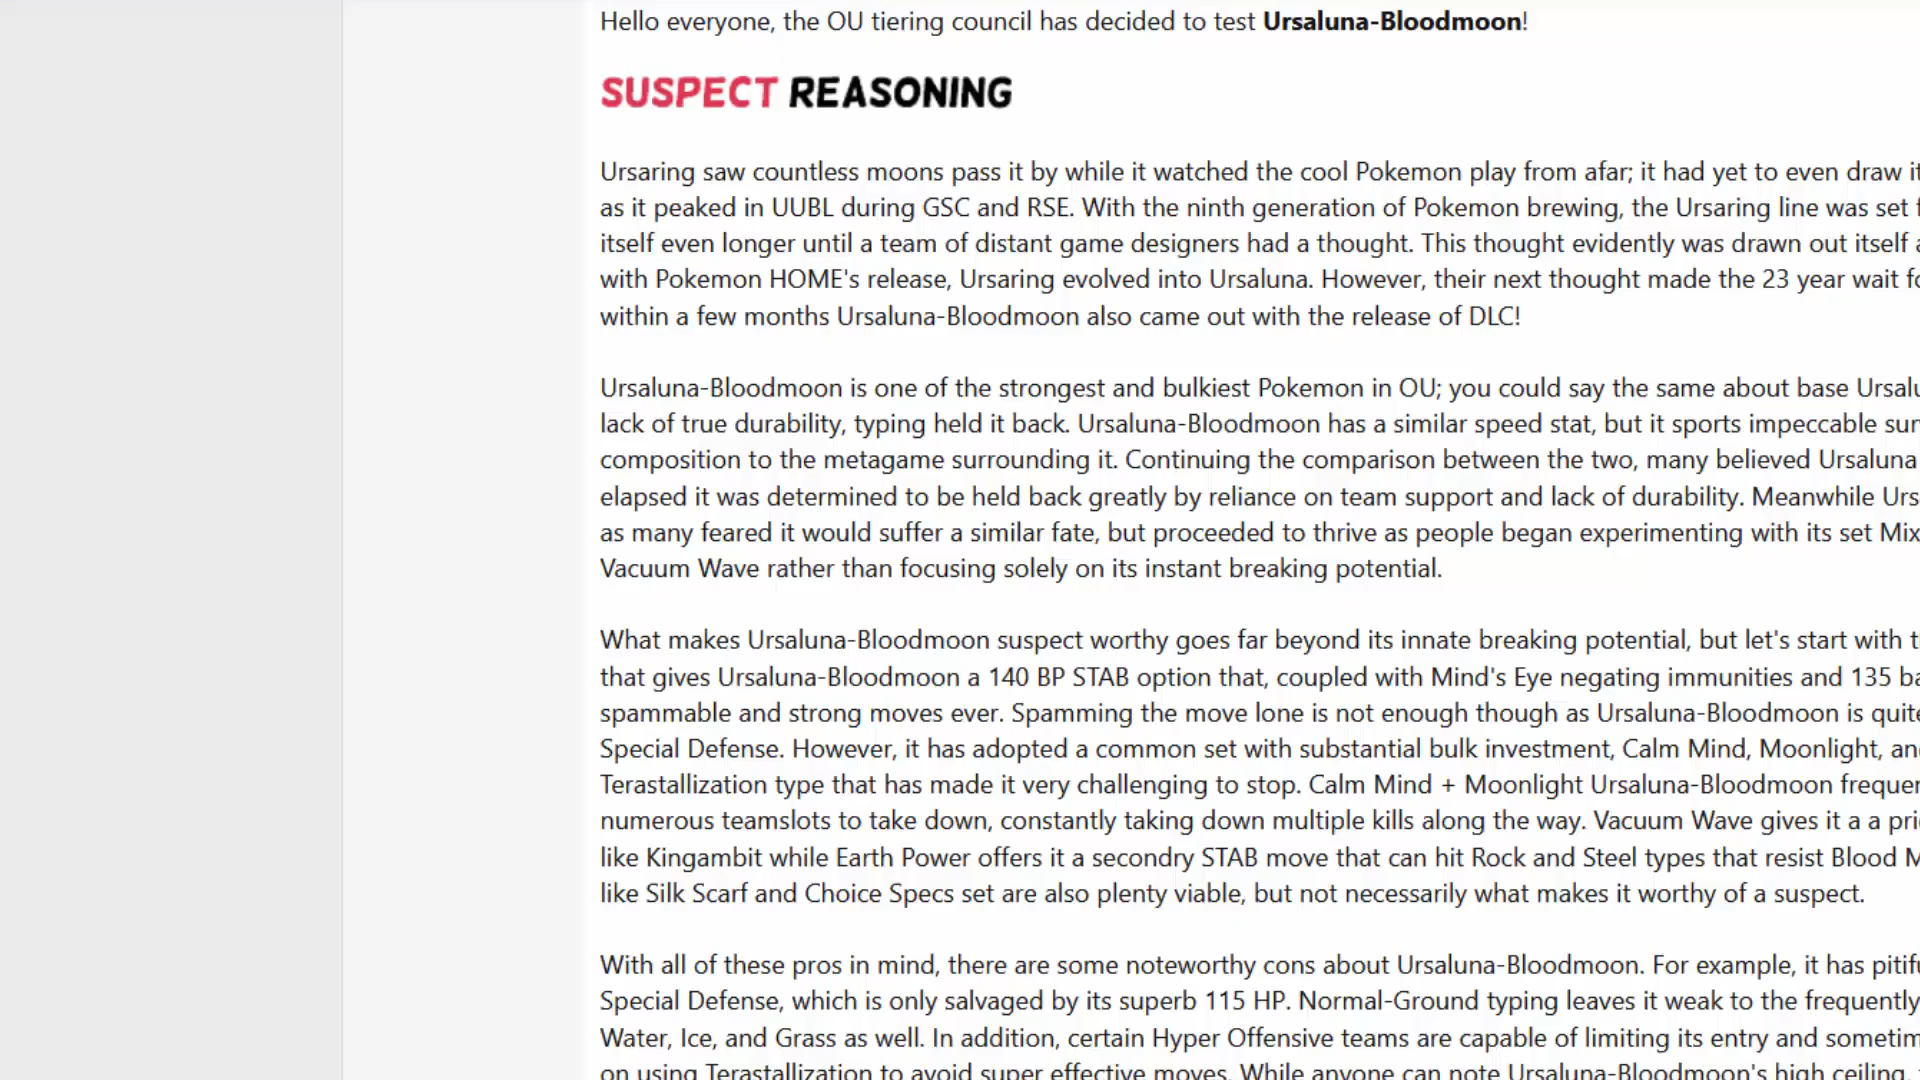 Hello everyone, the OU tiering council has decided to test Ursaluna-Bloodmoon!
SUSPECT REASONING
Ursaring saw countless moons pass it by while it watched the cool Pokemon play from afar; it had yet to even draw
as it peaked in UUBL during GSC and RSE. With the ninth generation of Pokemon brewing, the Ursaring line was set
itself even longer until a team of distant game designers had a thought. This thought evidently was drawn out itself
with Pokemon HOME's release, Ursaring evolved into Ursaluna. However, their next thought made the 23 year wait
within a few months Ursaluna-Bloodmoon also came out with the release of DLC!
Ursaluna-Bloodmoon is one of the strongest and bulkiest Pokemon in OU; you could say the same about base
lack of true durability, typing held it back. Ursaluna-Bloodmoon has a similar speed stat, but it sports impeccable
composition to the metagame surrounding it. Continuing the comparison between the two, many believed Ursaluna
elapsed it was determined to be held back greatly by reliance on team support and lack of durability. Meanwhile
as many feared it would suffer a similar fate, but proceeded to thrive as people began experimenting with its set
Vacuum Wave rather than focusing solely on its instant breaking potential.
What makes Ursaluna-Bloodmoon suspect worthy goes far beyond its innate breaking potential, but let's start with
that gives Ursaluna-Bloodmoon a 140 BP STAB option that, coupled with Mind's Eye negating immunities and 135
spammable and strong moves ever. Spamming the move lone is not enough though as Ursaluna-Bloodmoon is
Special Defense. However, it has adopted a common set with substantial bulk investment, Calm Mind, Moonlight,
Terastallization type that has made it very challenging to stop. Calm Mind + Moonlight Ursaluna-Bloodmoon
numerous teamslots to take down, constantly taking down multiple kills along the way. Vacuum Wave gives it a a
like Kingambit while Earth Power offers it a secondry STAB move that can hit Rock and Steel types that resist Blood
like Silk Scarf and Choice Specs set are also plenty viable, but not necessarily what makes it worthy of a suspect.
With all of these pros in mind, there are some noteworthy cons about Ursaluna-Bloodmoon. For example, it has
Special Defense, which is only salvaged by its superb 115 HP. Normal-Ground typing leaves it weak to the frequently
Water, Ice, and Grass as well. In addition, certain Hyper Offensive teams are capable of limiting its entry and
on using Terastallization to avoid super effective moves. While anyone can note Ursaluna-Bloodmoon's high ceiling,